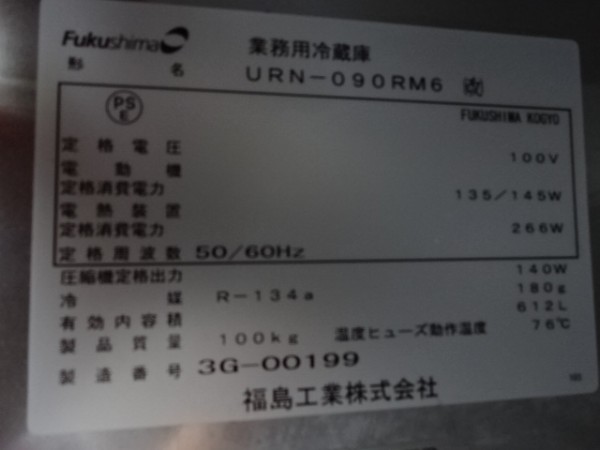 Fukushima
業務用冷蔵庫
形名 URN-090RM6 改
PS E
FUKUSHIMA KOGYO
定格電圧 100V
電動機
定格消費電力 135/145W
電熱装置
定格消費電力 266W
定格周波数 50/60Hz
圧縮機定格出力 140W
冷媒 R-134a 180g
有効内容積 612L
製品質量 100kg 温度ヒューズ動作温度 76℃
製造番号 3G-00199
福島工業株式会社